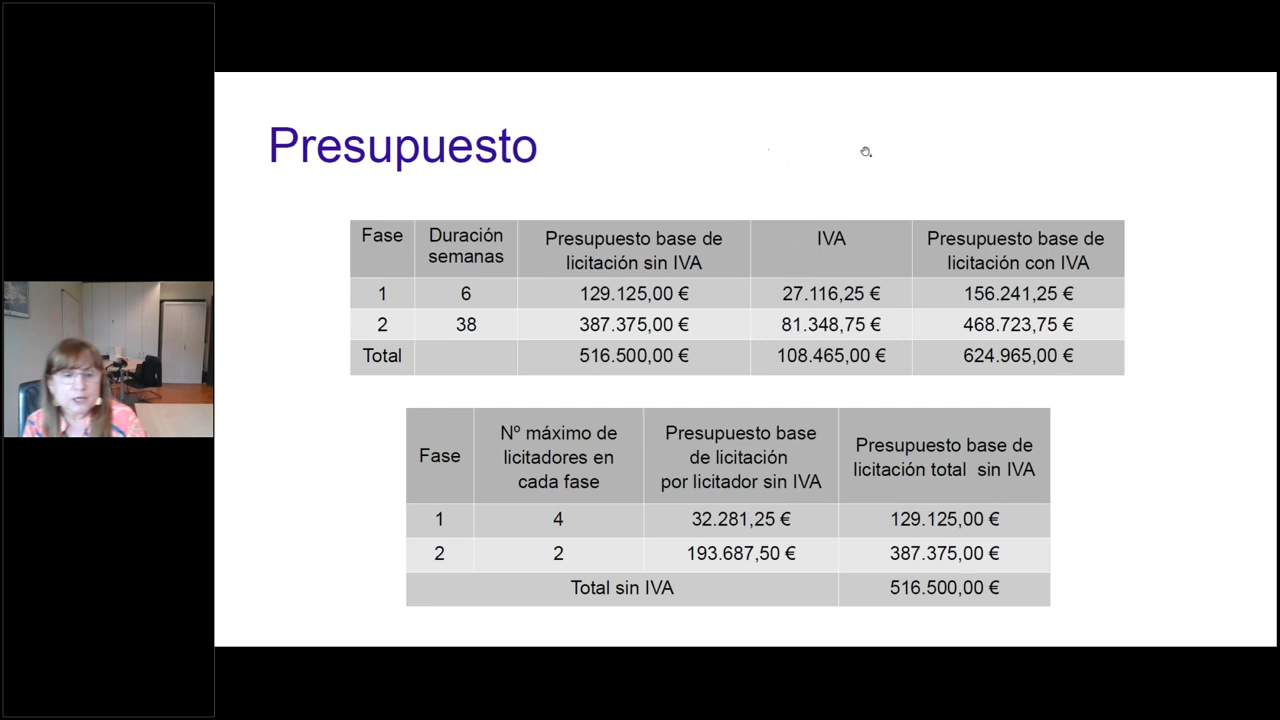 Presupuesto
Fase Duración semanas Presupuesto base de licitación sin IVA IVA Presupuesto base de licitación con IVA
1 6 129.125,00 € 27.116,25 € 156.241,25 €
2 38 387.375,00 € 81.348,75 € 468.723,75 €
Total 516.500,00 € 108.465,00 € 624.965,00 €
Fase Nº máximo de licitadores en cada fase Presupuesto base de licitación por licitador sin IVA Presupuesto base de licitación total sin IVA
1 4 32.281,25 € 129.125,00 €
2 2 193.687,50 € 387.375,00 €
Total sin IVA 516.500,00 €